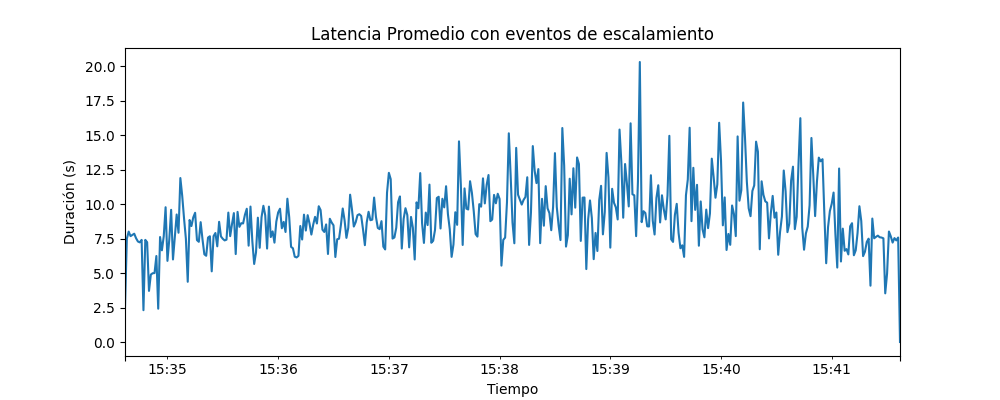 Latencia Promedio con eventos de escalamiento
Duración (s)
20.0
17.5
15.0
12.5
10.0
7.5
5.0
2.5
0.0
15:35 15:36 15:37 15:38 15:39 15:40 15:41
Tiempo